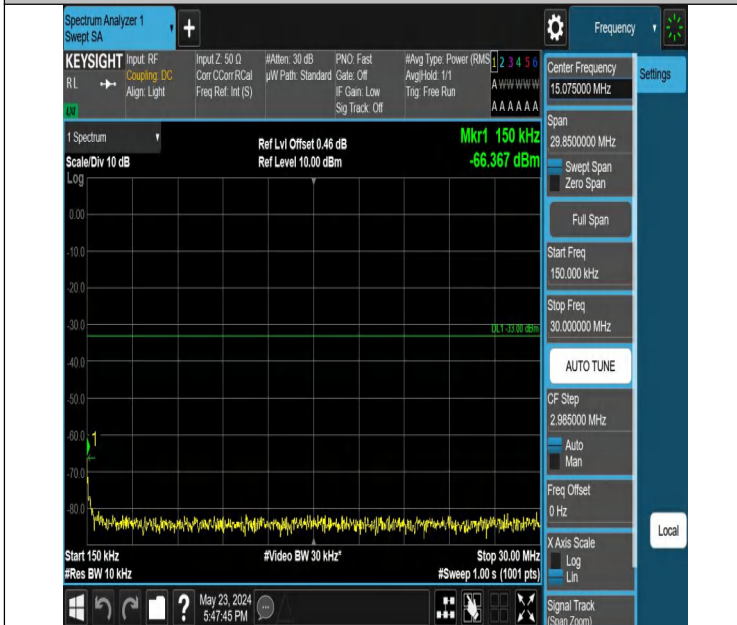 Spectrum Analyzer 1
Swept SA
+
Frequency
KEYSIGHT
RL
LXI
Input: RF
Coupling: DC
Align: Light
Input Z: 50 Ω
Corr CCorr RCal
Freq Ref: Int (S)
#Atten: 30 dB
µW Path: Standard
PNO: Fast
Gate: Off
IF Gain: Low
Sig Track: Off
#Avg Type: Power (RMS
Avg|Hold: 1/1
Trig: Free Run
1 2 3 4 5 6
A W W W W W
A A A A A A
1 Spectrum
Scale/Div 10 dB
Log
Ref Lvl Offset 0.46 dB
Ref Level 10.00 dBm
Mkr1 150 kHz
-66.367 dBm
0.00
-10.0
-20.0
-30.0
DL1 -33.00 dBm
-40.0
-50.0
-60.0
1
-70.0
-80.0
Start 150 kHz
#Video BW 30 kHz*
Stop 30.00 MHz
#Res BW 10 kHz
#Sweep 1.00 s (1001 pts)
?
May 23, 2024
5:47:45 PM
Center Frequency
15.075000 MHz
Settings
Span
29.8500000 MHz
Swept Span
Zero Span
Full Span
Start Freq
150.000 kHz
Stop Freq
30.000000 MHz
AUTO TUNE
CF Step
2.985000 MHz
Auto
Man
Freq Offset
0 Hz
X Axis Scale
Log
Lin
Local
Signal Track
(Span Zoom)